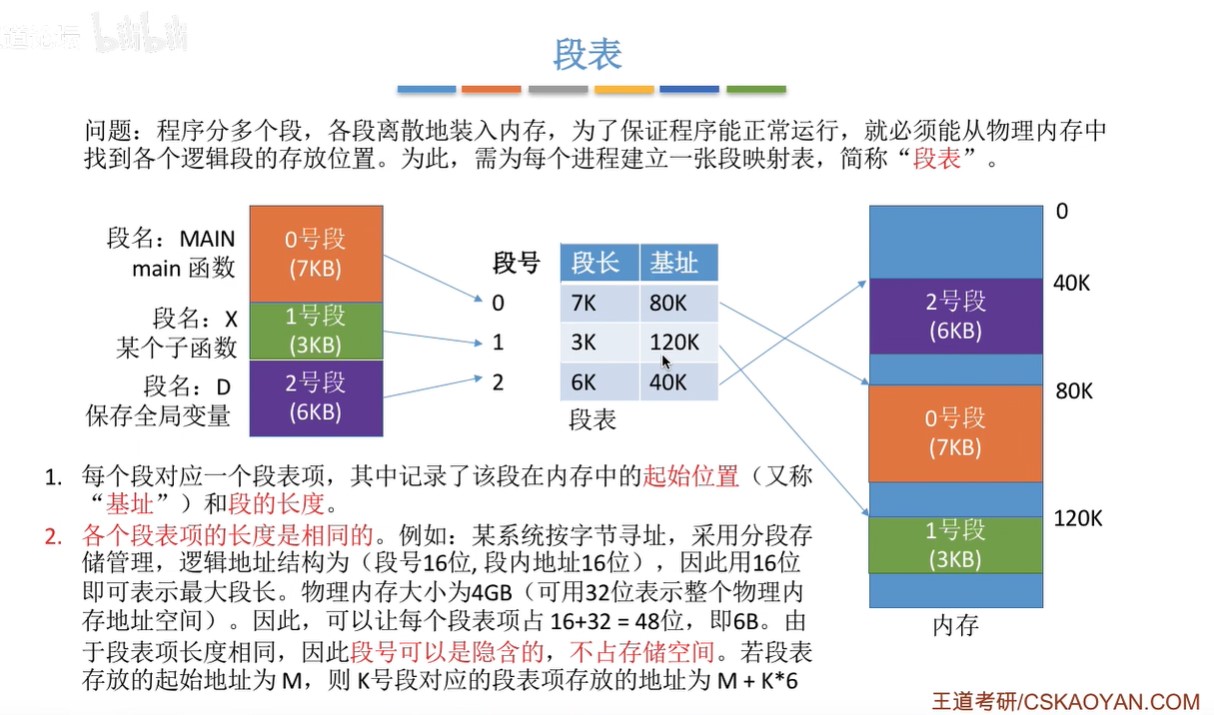 道论坛 bilibili
段表
问题：程序分多个段，各段离散地装入内存，为了保证程序能正常运行，就必须能从物理内存中
找到各个逻辑段的存放位置。为此，需为每个进程建立一张段映射表，简称“段表”。
段名：MAIN
main 函数
0号段
(7KB)
段名：X
某个子函数
1号段
(3KB)
段名：D
保存全局变量
2号段
(6KB)
段号 段长 基址
0 7K 80K
1 3K 120K
2 6K 40K
段表
0
40K
2号段
(6KB)
80K
0号段
(7KB)
120K
1号段
(3KB)
内存
1. 每个段对应一个段表项，其中记录了该段在内存中的起始位置（又称
“基址”）和段的长度。
2. 各个段表项的长度是相同的。例如：某系统按字节寻址，采用分段存
储管理，逻辑地址结构为（段号16位, 段内地址16位），因此用16位
即可表示最大段长。物理内存大小为4GB（可用32位表示整个物理内
存地址空间）。因此，可以让每个段表项占 16+32 = 48位，即6B。由
于段表项长度相同，因此段号可以是隐含的，不占存储空间。若段表
存放的起始地址为 M，则 K号段对应的段表项存放的地址为 M + K*6
王道考研/CSKAOYAN.COM